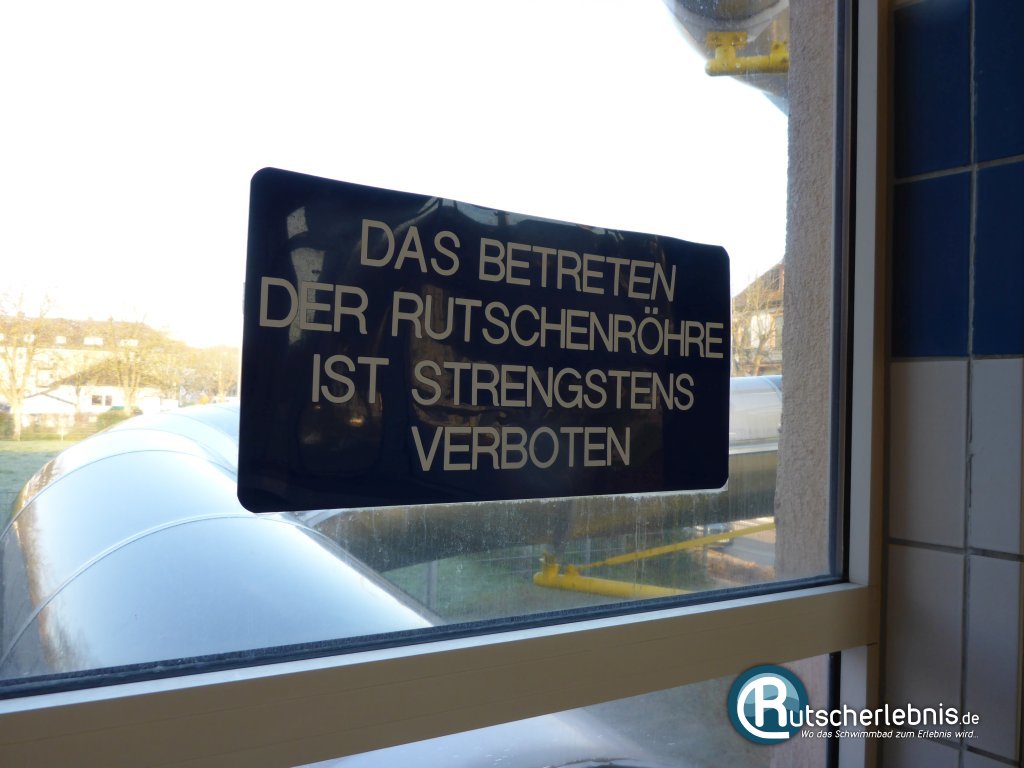 DAS BETRETEN
DER RUTSCHENRÖHRE
IST STRENGSTENS
VERBOTEN
Rutscherlebnis.de
Wo das Schwimmbad zum Erlebnis wird..